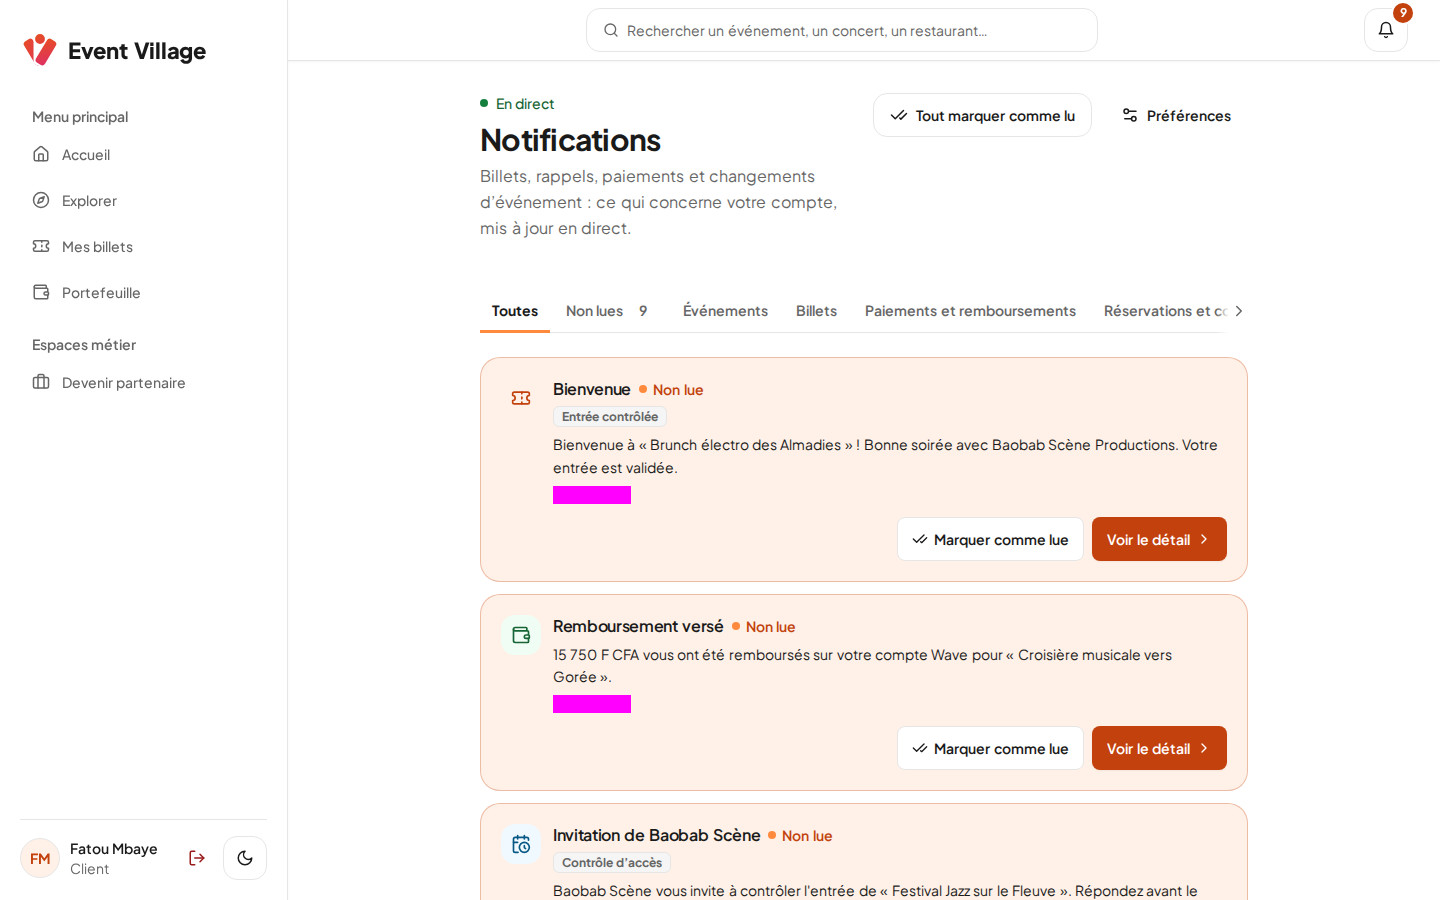 Event Village
Rechercher un événement, un concert, un restaurant...
9
Menu principal
Accueil
Explorer
Mes billets
Portefeuille
Espaces métier
Devenir partenaire
FM
Fatou Mbaye
Client
En direct
Notifications
Billets, rappels, paiements et changements
d’événement : ce qui concerne votre compte,
mis à jour en direct.
Tout marquer comme lu
Préférences
Toutes
Non lues 9
Événements
Billets
Paiements et remboursements
Réservations et
Bienvenue
Non lue
Entrée contrôlée
Bienvenue à « Brunch électro des Almadies » ! Bonne soirée avec Baobab Scène Productions. Votre
entrée est validée.
Marquer comme lue
Voir le détail
Remboursement versé
Non lue
15 750 F CFA vous ont été remboursés sur votre compte Wave pour « Croisière musicale vers
Gorée ».
Marquer comme lue
Voir le détail
Invitation de Baobab Scène
Non lue
Contrôle d’accès
Baobab Scène vous invite à contrôler l'entrée de « Festival Jazz sur le Fleuve ». Répondez avant le